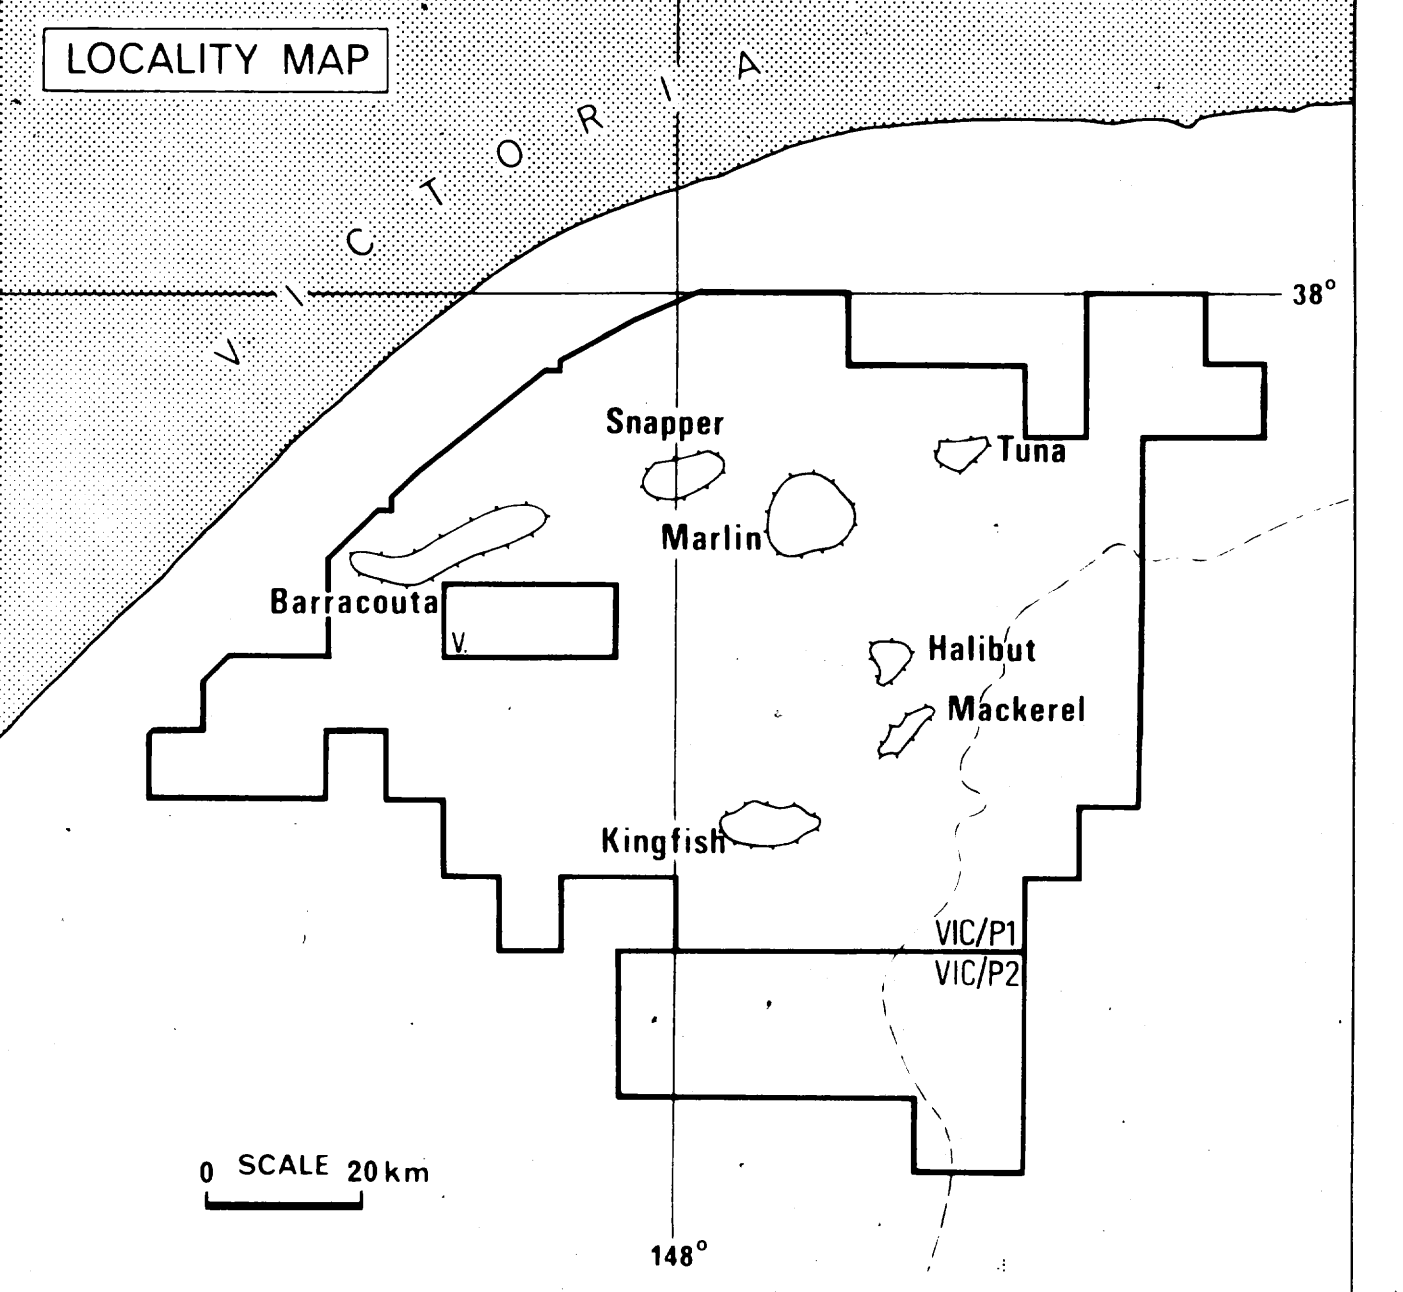 LOCALITY MAP
VICTORIA
38°
Snapper
Tuna
Marlin
Barracouta
V.
Halibut
Mackerel
Kingfish
VIC/P1
VIC/P2
0 SCALE 20 km
148°